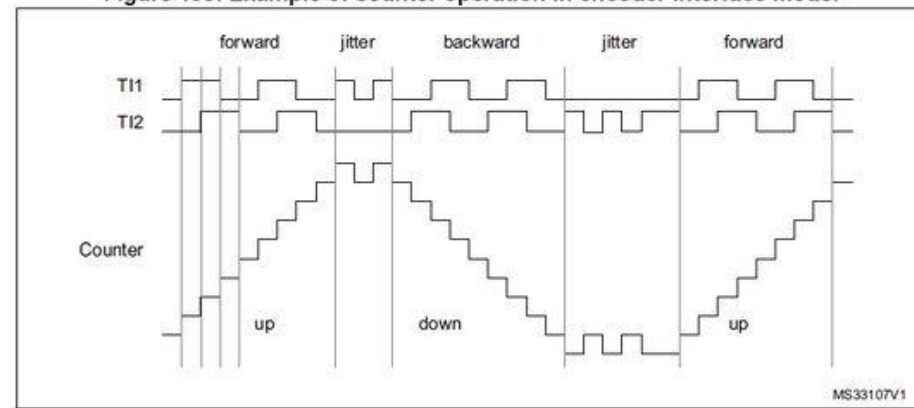 forward jitter backward jitter forward
TI1
TI2
Counter
up down up
MS33107V1